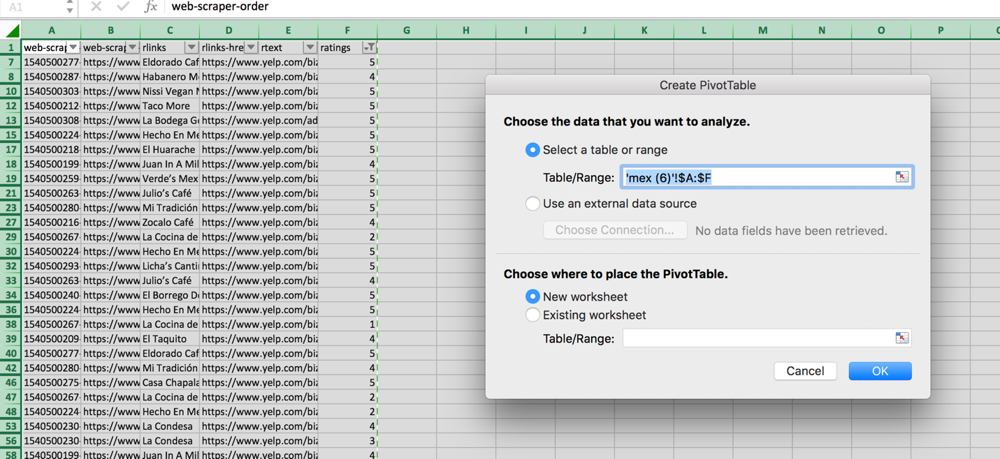 A1 fx web-scraper-order
A B C D E F G H I J K L M N O P
1 web-scrap web-scrap rlinks rlinks-hre rtext ratings
7 1540500277- https://www Eldorado Caf https://www.yelp.com/biz 5
8 1540500287- https://www Habanero M https://www.yelp.com/biz 4
10 1540500303- https://www Nissi Vegan M https://www.yelp.com/biz 5
12 1540500212- https://www Taco More https://www.yelp.com/biz 5
13 1540500308- https://www La Bodega Go https://www.yelp.com/ad 5
15 1540500224- https://www Hecho En Me https://www.yelp.com/biz 5
17 1540500218- https://www El Huarache https://www.yelp.com/biz 5
18 1540500199- https://www Juan In A Mil https://www.yelp.com/biz 4
19 1540500259- https://www Verde’s Mex https://www.yelp.com/biz 5
21 1540500263- https://www Julio’s Café https://www.yelp.com/biz 5
23 1540500280- https://www Mi Tradición https://www.yelp.com/biz 5
27 1540500216- https://www Zocalo Café https://www.yelp.com/biz 4
29 1540500267- https://www La Cocina de https://www.yelp.com/biz 2
30 1540500224- https://www Hecho En Me https://www.yelp.com/biz 5
32 1540500293- https://www Licha’s Canti https://www.yelp.com/biz 5
33 1540500263- https://www Julio’s Café https://www.yelp.com/biz 4
34 1540500240- https://www El Borrego De https://www.yelp.com/biz 5
36 1540500224- https://www Hecho En Me https://www.yelp.com/biz 5
38 1540500267- https://www La Cocina de https://www.yelp.com/biz 1
39 1540500209- https://www El Taquito https://www.yelp.com/biz 4
40 1540500277- https://www Eldorado Caf https://www.yelp.com/biz 5
42 1540500280- https://www Mi Tradición https://www.yelp.com/biz 4
46 1540500275- https://www Casa Chapala https://www.yelp.com/biz 5
47 1540500267- https://www La Cocina de https://www.yelp.com/biz 2
48 1540500224- https://www Hecho En Me https://www.yelp.com/biz 2
53 1540500230- https://www La Condesa https://www.yelp.com/biz 4
56 1540500230- https://www La Condesa https://www.yelp.com/biz 3
58 1540500199- https://www Juan In A Mil https://www.yelp.com/biz 4
Create PivotTable
Choose the data that you want to analyze.
Select a table or range
Table/Range: 'mex (6)'!$A:$F
Use an external data source
Choose Connection... No data fields have been retrieved.
Choose where to place the PivotTable.
New worksheet
Existing worksheet
Table/Range:
Cancel OK